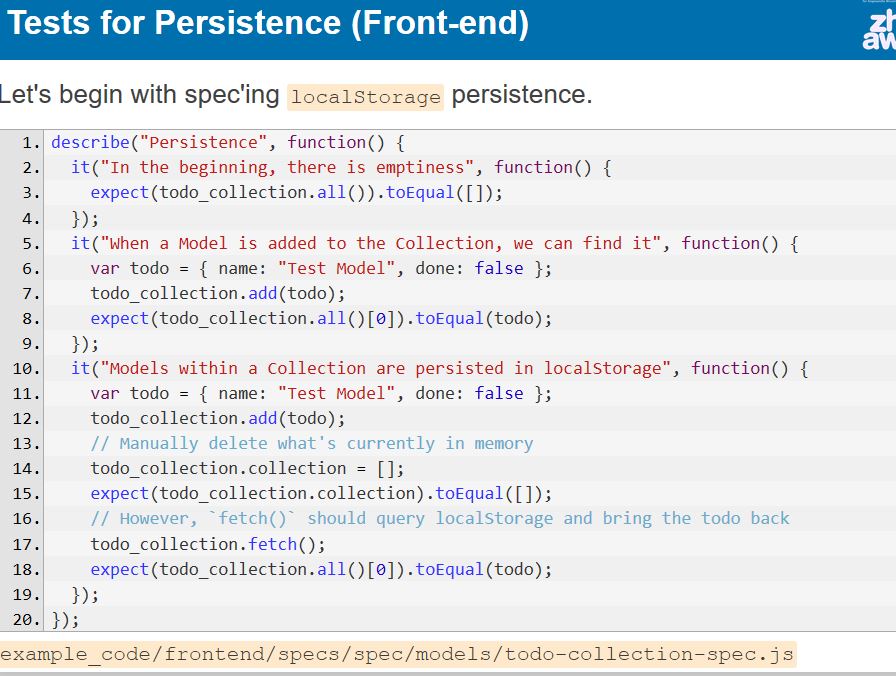 Tests for Persistence (Front-end)
zh
aw
Let's begin with spec'ing localStorage persistence.
1. describe("Persistence", function() {
2.   it("In the beginning, there is emptiness", function() {
3.     expect(todo_collection.all()).toEqual([]);
4.   });
5.   it("When a Model is added to the Collection, we can find it", function() {
6.     var todo = { name: "Test Model", done: false };
7.     todo_collection.add(todo);
8.     expect(todo_collection.all()[0]).toEqual(todo);
9.   });
10.   it("Models within a Collection are persisted in localStorage", function() {
11.     var todo = { name: "Test Model", done: false };
12.     todo_collection.add(todo);
13.     // Manually delete what's currently in memory
14.     todo_collection.collection = [];
15.     expect(todo_collection.collection).toEqual([]);
16.     // However, `fetch()` should query localStorage and bring the todo back
17.     todo_collection.fetch();
18.     expect(todo_collection.all()[0]).toEqual(todo);
19.   });
20. });
example_code/frontend/specs/spec/models/todo-collection-spec.js